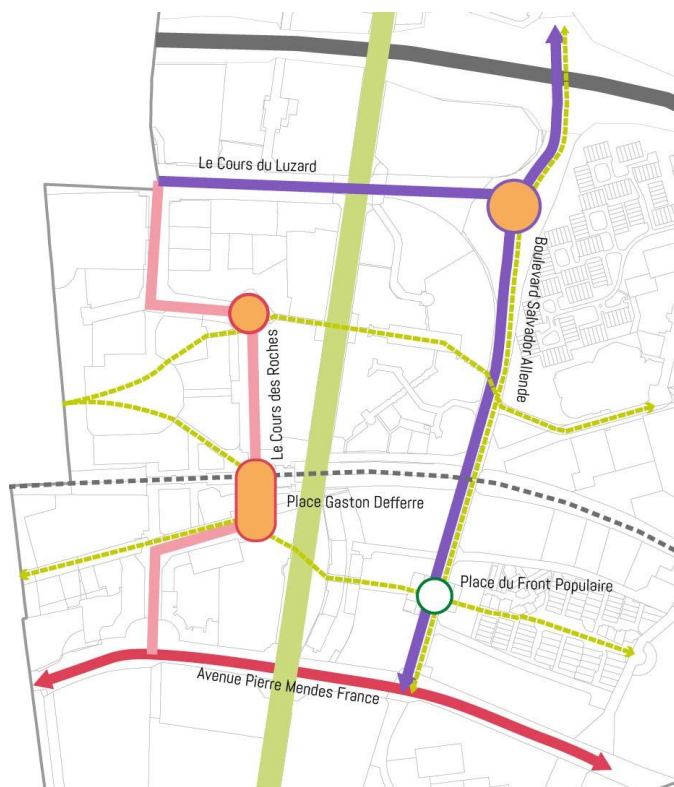 Le Cours du Luzard
Boulevard Salvador Allende
Le Cours des Roches
Place Gaston Defferre
Place du Front Populaire
Avenue Pierre Mendes France